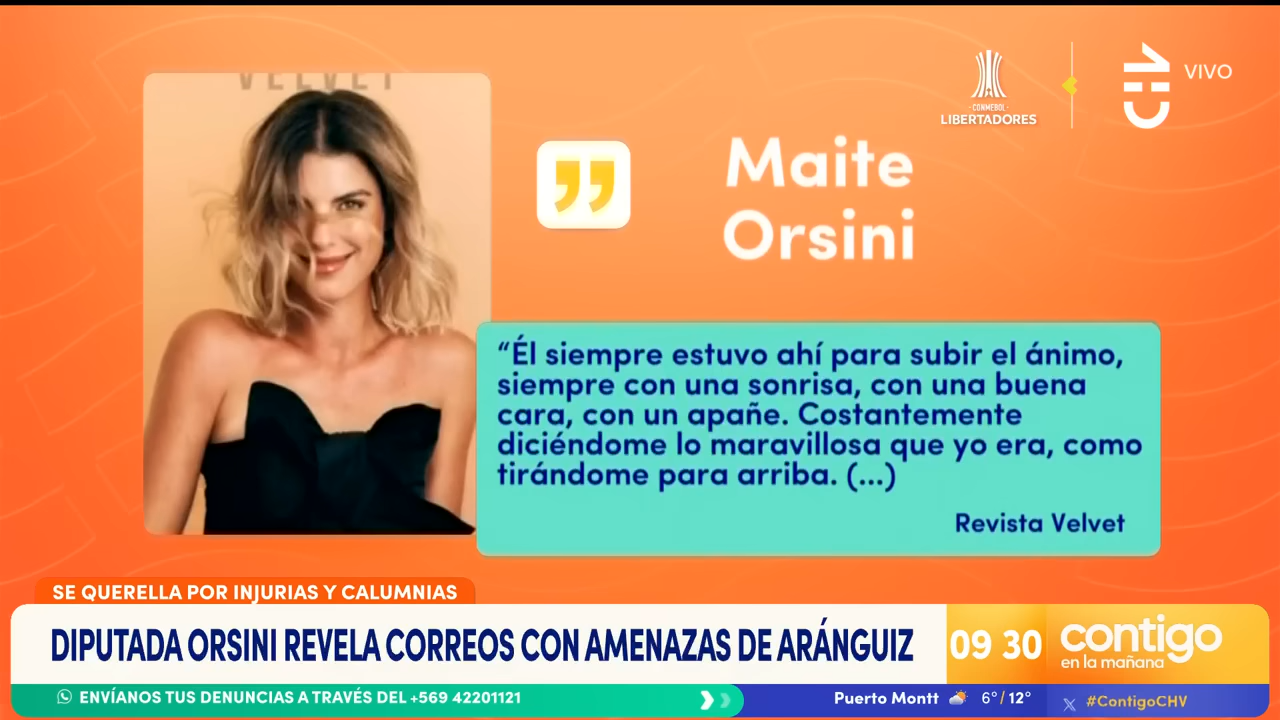 VELVET
CONMEBOL
LIBERTADORES
CHV
VIVO
Maite
Orsini
“Él siempre estuvo ahí para subir el ánimo,
siempre con una sonrisa, con una buena
cara, con un apañe. Costantemente
diciéndome lo maravillosa que yo era, como
tirándome para arriba. (...)
Revista Velvet
SE QUERELLA POR INJURIAS Y CALUMNIAS
DIPUTADA ORSINI REVELA CORREOS CON AMENAZAS DE ARÁNGUIZ
09 30
contigo
en la mañana
ENVÍANOS TUS DENUNCIAS A TRAVÉS DEL +569 42201121
Puerto Montt 6° / 12°
#ContigoCHV